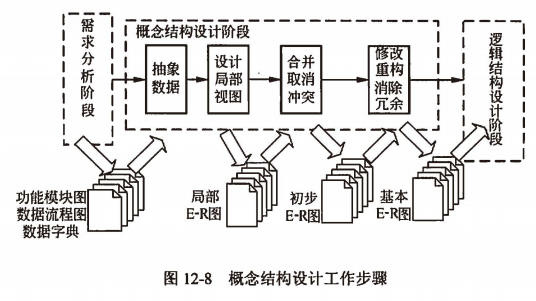 需求分析阶段
概念结构设计阶段
抽象
数据
设计
局部
视图
合并
取消
冲突
修改
重构
消除
冗余
逻辑结构设计阶段
功能模块图
数据流程图
数据字典
局部
E-R图
初步
E-R图
基本
E-R图
图 12-8 概念结构设计工作步骤